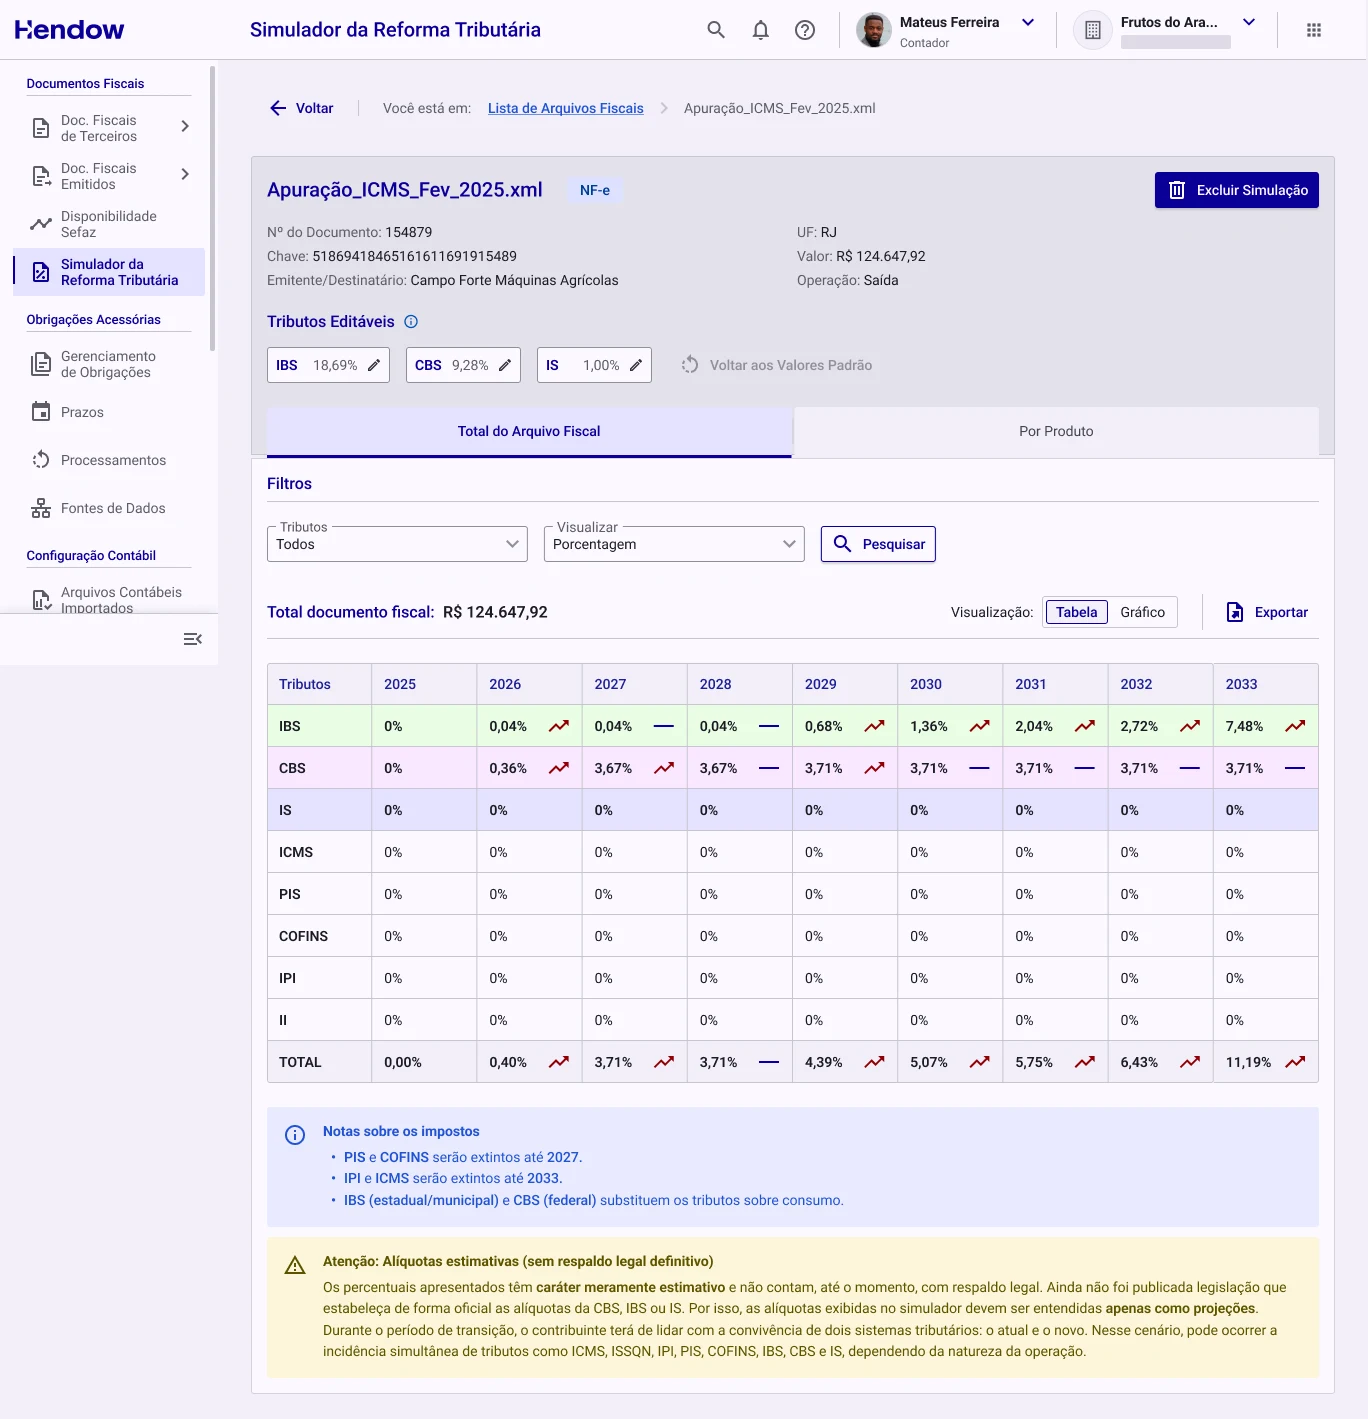 Hendow
Simulador da Reforma Tributária
Mateus Ferreira
Contador
Frutos do Ara...
Documentos Fiscais
Doc. Fiscais
de Terceiros
Doc. Fiscais
Emitidos
Disponibilidade
Sefaz
Simulador da
Reforma Tributária
Obrigações Acessórias
Gerenciamento
de Obrigações
Prazos
Processamentos
Fontes de Dados
Configuração Contábil
Arquivos Contábeis
Importados
Voltar
Você está em: Lista de Arquivos Fiscais Apuração_ICMS_Fev_2025.xml
Apuração_ICMS_Fev_2025.xml NF-e
Excluir Simulação
Nº do Documento: 154879
UF: RJ
Chave: 51869418465161611691915489
Valor: R$ 124.647,92
Emitente/Destinatário: Campo Forte Máquinas Agrícolas
Operação: Saída
Tributos Editáveis
IBS 18,69% CBS 9,28% IS 1,00% Voltar aos Valores Padrão
Total do Arquivo Fiscal Por Produto
Filtros
Tributos
Todos
Visualizar
Porcentagem
Pesquisar
Total documento fiscal: R$ 124.647,92
Visualização: Tabela Gráfico Exportar
Tributos 2025 2026 2027 2028 2029 2030 2031 2032 2033
IBS 0% 0,04% 0,04% 0,04% 0,68% 1,36% 2,04% 2,72% 7,48%
CBS 0% 0,36% 3,67% 3,67% 3,71% 3,71% 3,71% 3,71% 3,71%
IS 0% 0% 0% 0% 0% 0% 0% 0% 0%
ICMS 0% 0% 0% 0% 0% 0% 0% 0% 0%
PIS 0% 0% 0% 0% 0% 0% 0% 0% 0%
COFINS 0% 0% 0% 0% 0% 0% 0% 0% 0%
IPI 0% 0% 0% 0% 0% 0% 0% 0% 0%
II 0% 0% 0% 0% 0% 0% 0% 0% 0%
TOTAL 0,00% 0,40% 3,71% 3,71% 4,39% 5,07% 5,75% 6,43% 11,19%
Notas sobre os impostos
• PIS e COFINS serão extintos até 2027.
• IPI e ICMS serão extintos até 2033.
• IBS (estadual/municipal) e CBS (federal) substituem os tributos sobre consumo.
Atenção: Alíquotas estimativas (sem respaldo legal definitivo)
Os percentuais apresentados têm caráter meramente estimativo e não contam, até o momento, com respaldo legal. Ainda não foi publicada legislação que
estabeleça de forma oficial as alíquotas da CBS, IBS ou IS. Por isso, as alíquotas exibidas no simulador devem ser entendidas apenas como projeções.
Durante o período de transição, o contribuinte terá de lidar com a convivência de dois sistemas tributários: o atual e o novo. Nesse cenário, pode ocorrer a
incidência simultânea de tributos como ICMS, ISSQN, IPI, PIS, COFINS, IBS, CBS e IS, dependendo da natureza da operação.